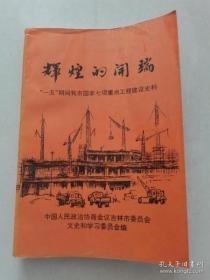 辉煌的开端
“一五”期间我市国家七项重点工程建设史料
中国人民政治协商会议吉林市委员会
文史和学习委员会编